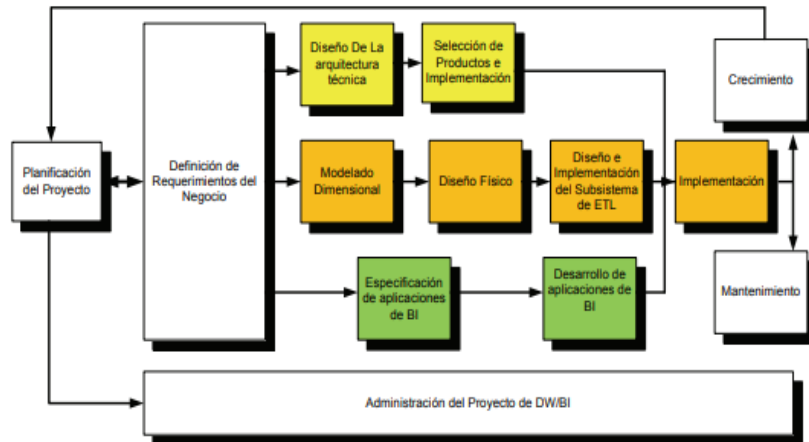 Diseño De La
arquitectura
técnica
Selección de
Productos e
Implementación
Crecimiento
Planificación
del Proyecto
Definición de
Requerimientos del
Negocio
Modelado
Dimensional
Diseño Físico
Diseño e
Implementación
del Subsistema
de ETL
Implementación
Especificación
de aplicaciones
de BI
Desarrollo de
aplicaciones de
BI
Mantenimiento
Administración del Proyecto de DW/BI